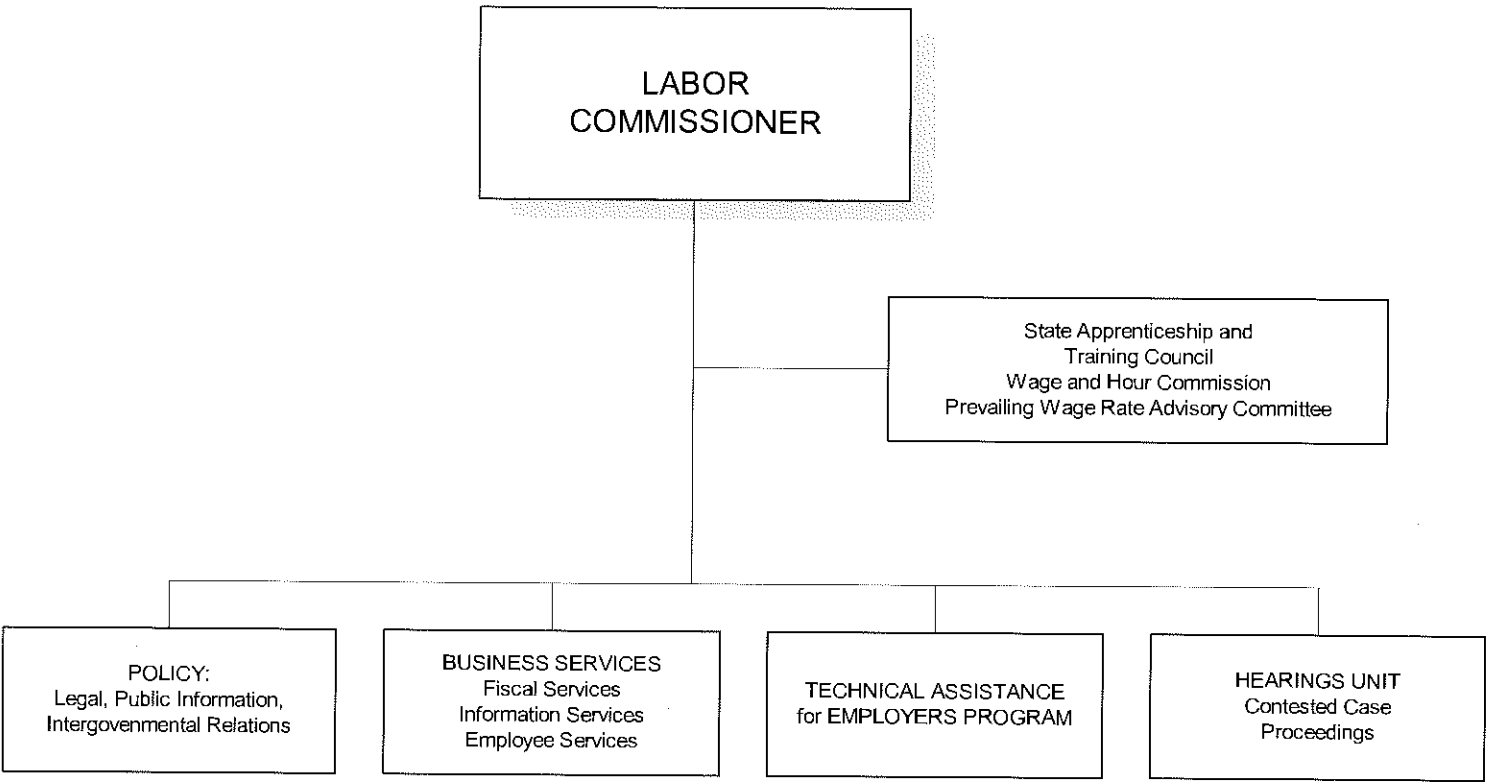 LABOR
COMMISSIONER
State Apprenticeship and
Training Council
Wage and Hour Commission
Prevailing Wage Rate Advisory Committee
POLICY:
Legal, Public Information,
Intergovenmental Relations
BUSINESS SERVICES
Fiscal Services
Information Services
Employee Services
TECHNICAL ASSISTANCE
for EMPLOYERS PROGRAM
HEARINGS UNIT
Contested Case
Proceedings